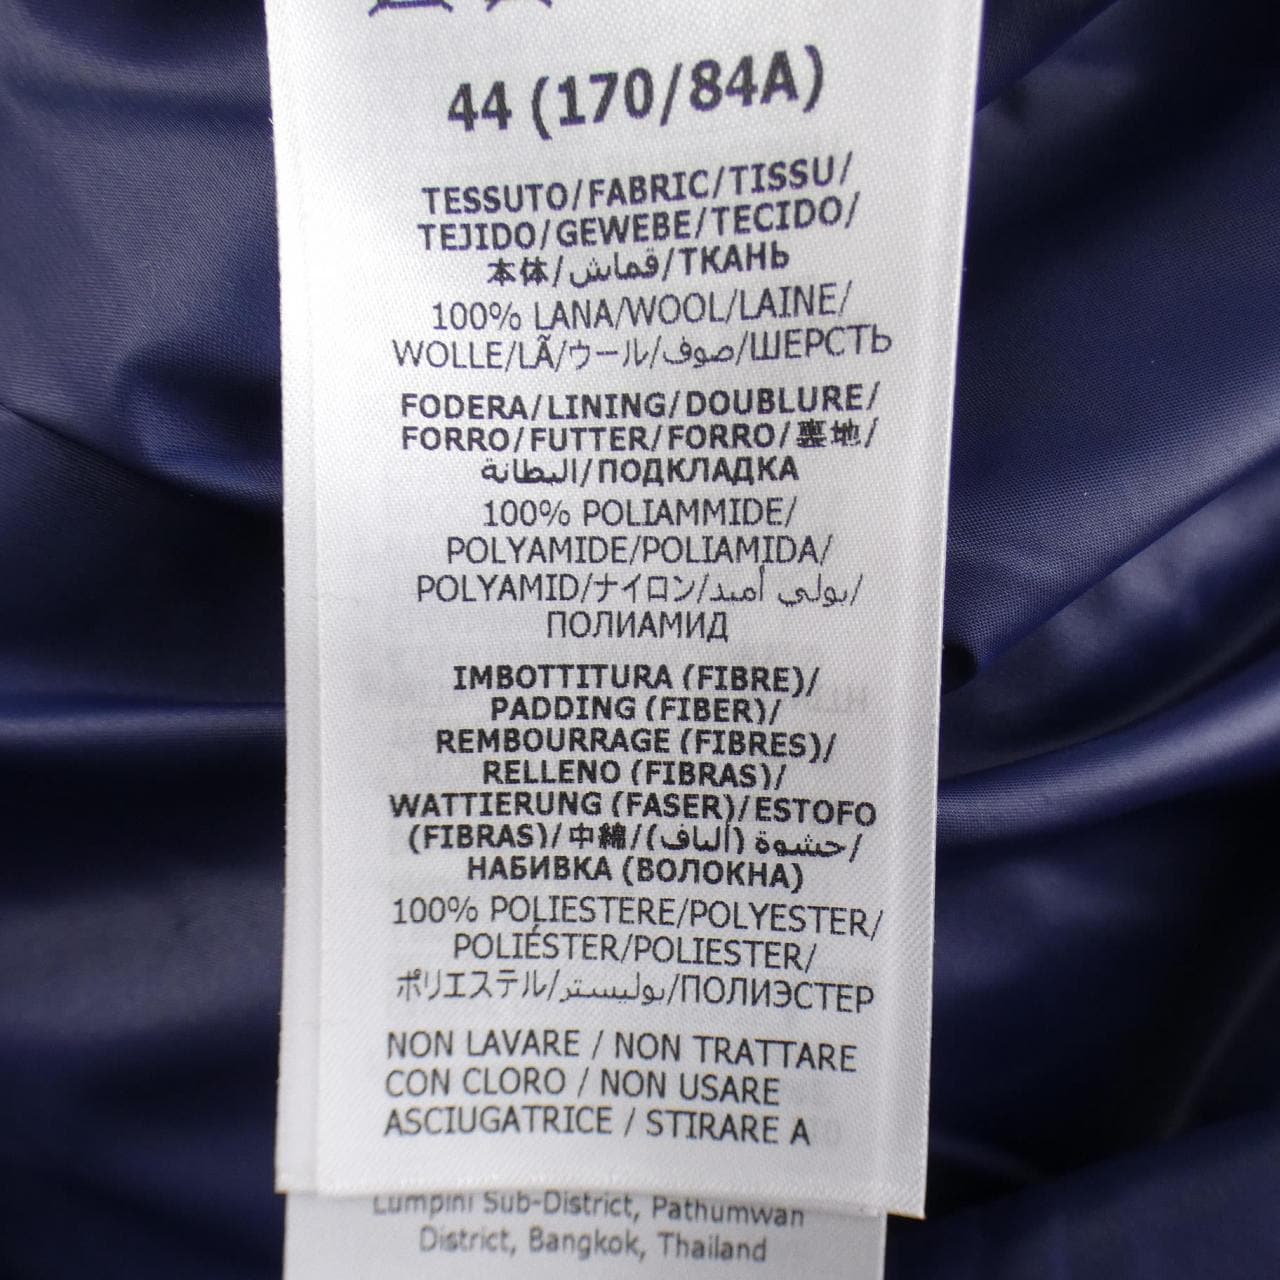 44 (170/84A)
TESSUTO/FABRIC/TISSU/
TEJIDO/GEWEBE/TECIDO/
本体/قماش/ТКАНЬ
100% LANA/WOOL/LAINE/
WOLLE/LÃ/ウール/صوف/ШЕРСТЬ
FODERA/LINING/DOUBLURE/
FORRO/FUTTER/FORRO/裏地/
البطانة/ПОДКЛАДКА
100% POLIAMMIDE/
POLYAMIDE/POLIAMIDA/
POLYAMID/ナイロン/بولي أميد/
ПОЛИАМИД
IMBOTTITURA (FIBRE)/
PADDING (FIBER)/
REMBOURRAGE (FIBRES)/
RELLENO (FIBRAS)/
WATTIERUNG (FASER)/ESTOFO
(FIBRAS)/中綿/حشوة (ألياف)/
НАБИВКА (ВОЛОКНА)
100% POLIESTERE/POLYESTER/
POLIÉSTER/POLIESTER/
ポリエステル/بوليستر/ПОЛИЭСТЕР
NON LAVARE / NON TRATTARE
CON CLORO / NON USARE
ASCIUGATRICE / STIRARE A
Lumpini Sub-District, Pathumwan
District, Bangkok, Thailand